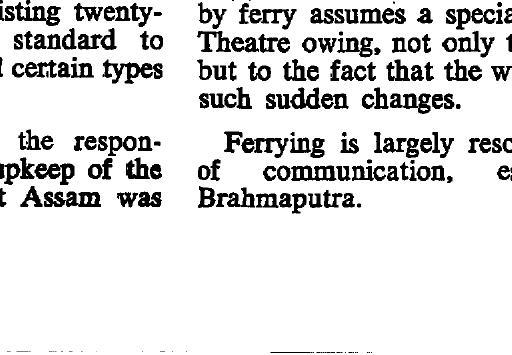 isting twenty-
standard to
certain types
the respon-
upkeep of the
t Assam was
by ferry assumes a specia
Theatre owing, not only t
but to the fact that the w
such sudden changes.
Ferrying is largely reso
of communication, es
Brahmaputra.